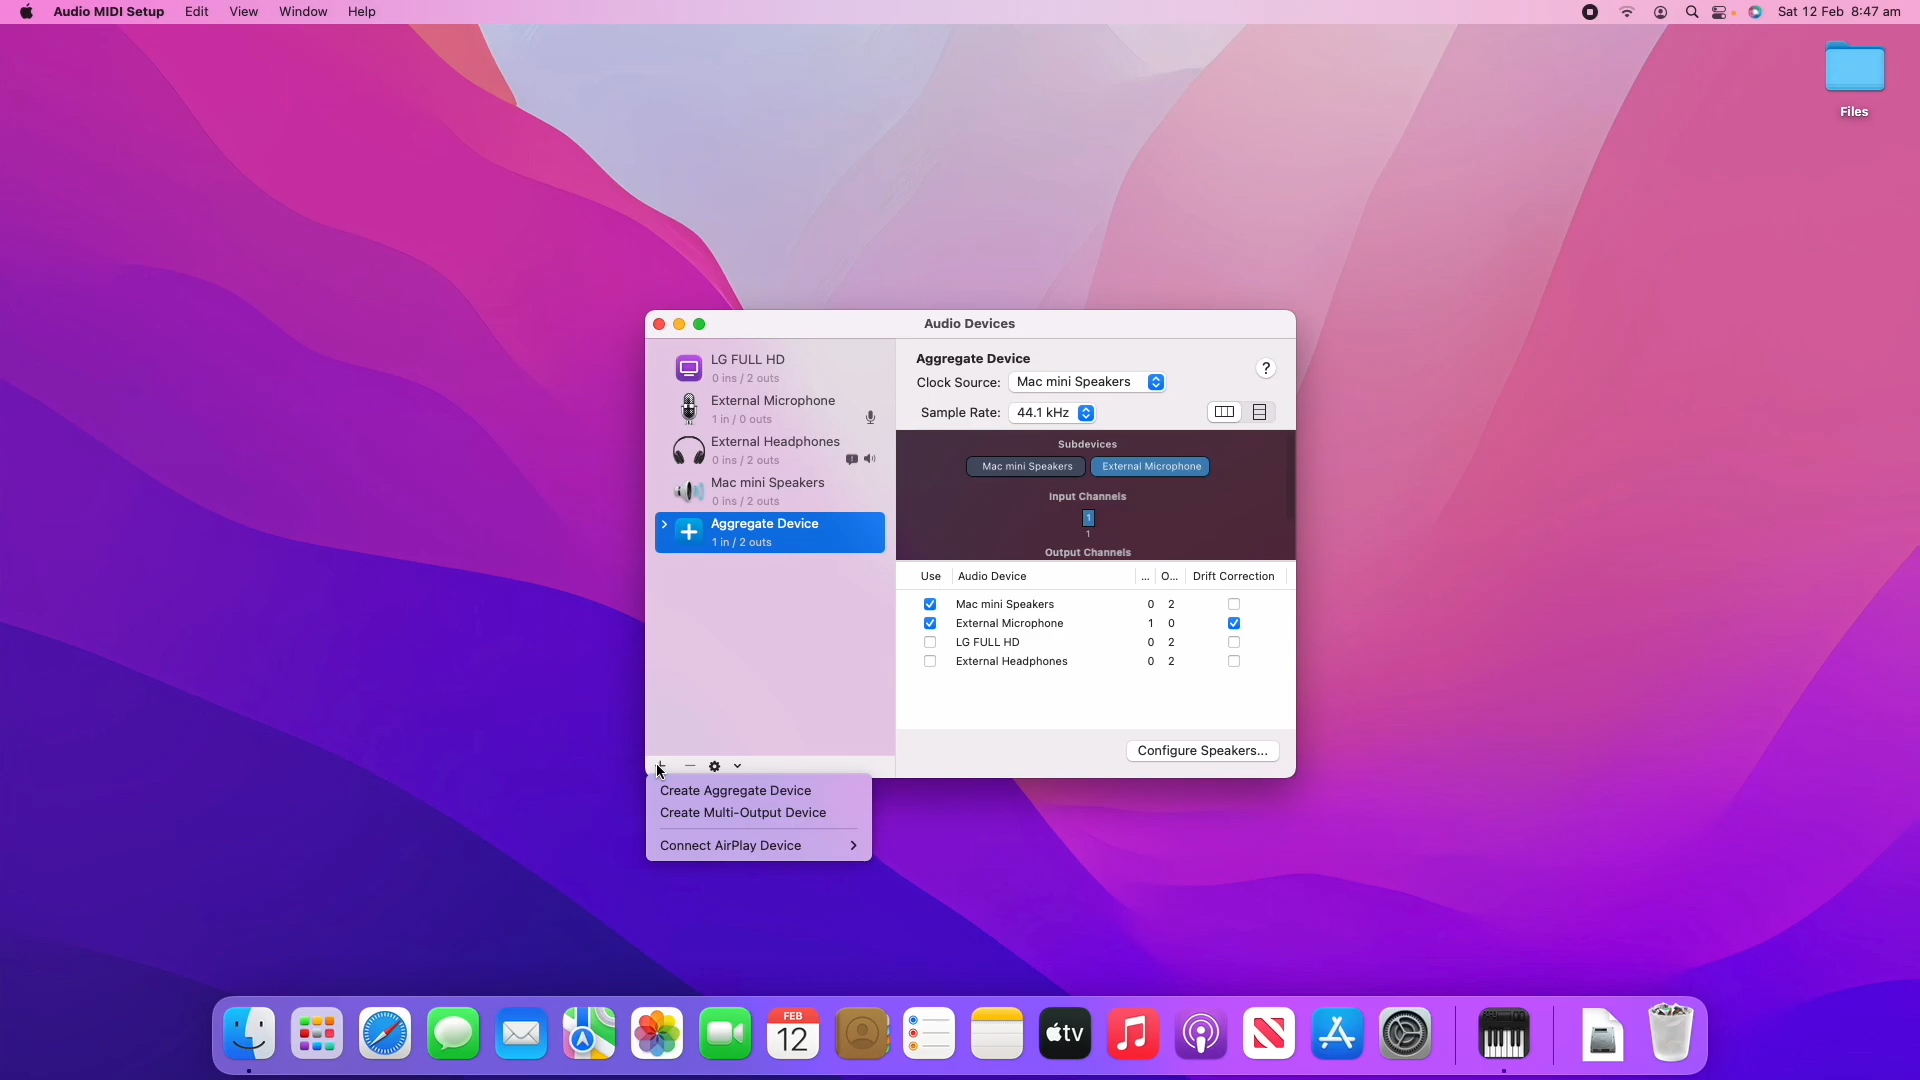 Audio MIDI Setup Edit View Window Help Sat 12 Feb 8:47 am
Files
Audio Devices
LG FULL HD
0 ins / 2 outs
External Microphone
1 in / 0 outs
External Headphones
0 ins / 2 outs
Mac mini Speakers
0 ins / 2 outs
Aggregate Device
1 in / 2 outs
Aggregate Device
?
Clock Source: Mac mini Speakers
Sample Rate: 44.1 kHz
Subdevices
Mac mini Speakers External Microphone
Input Channels
1
1
Output Channels
Use Audio Device ... O... Drift Correction
Mac mini Speakers 0 2
External Microphone 1 0
LG FULL HD 0 2
External Headphones 0 2
Configure Speakers...
Create Aggregate Device
Create Multi-Output Device
Connect AirPlay Device
FEB
12
tv